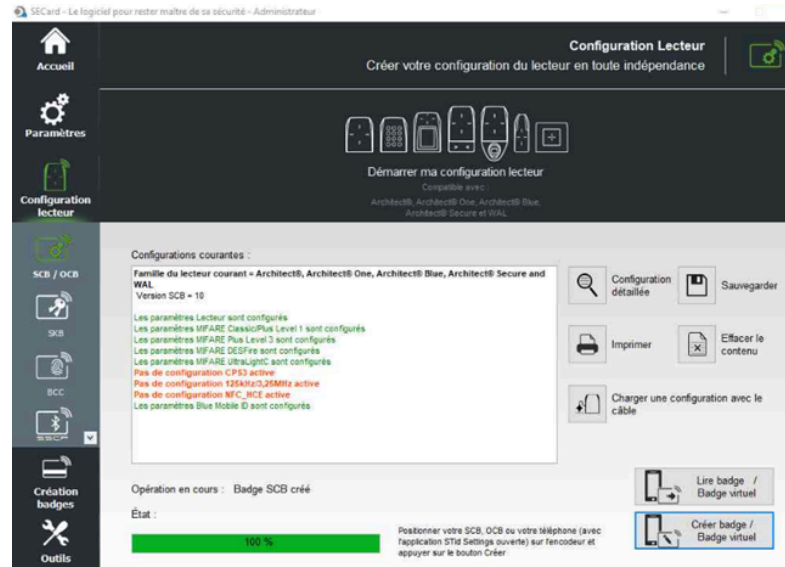 SECard - Le logiciel pour rester maître de sa sécurité - Administrateur
Accueil
Configuration Lecteur
Créer votre configuration du lecteur en toute indépendance
Paramètres
Démarrer ma configuration lecteur
Compatible avec :
Architect®, Architect® One, Architect® Blue,
Architect® Secure et WAL
Configuration
lecteur
SCB / OCB
SKB
BCC
SSCP
Création
badges
Outils
Configurations courantes :
Famille du lecteur courant = Architect®, Architect® One, Architect® Blue, Architect® Secure and
WAL
Version SCB = 10
Les paramètres Lecteur sont configurés
Les paramètres MIFARE Classic/Plus Level 1 sont configurés
Les paramètres MIFARE Plus Level 3 sont configurés
Les paramètres MIFARE DESFire sont configurés
Les paramètres MIFARE UltraLightC sont configurés
Pas de configuration CPS3 active
Pas de configuration 125kHz/3,25MHz active
Pas de configuration NFC_HCE active
Les paramètres Blue Mobile ID sont configurés
Configuration
détaillée
Sauvegarder
Imprimer
Effacer le
contenu
Charger une configuration avec le
câble
Opération en cours : Badge SCB créé
État :
100 %
Positionner votre SCB, OCB ou votre téléphone (avec
l'application STid Settings ouverte) sur l'encodeur et
appuyer sur le bouton Créer
Lire badge /
Badge virtuel
Créer badge /
Badge virtuel